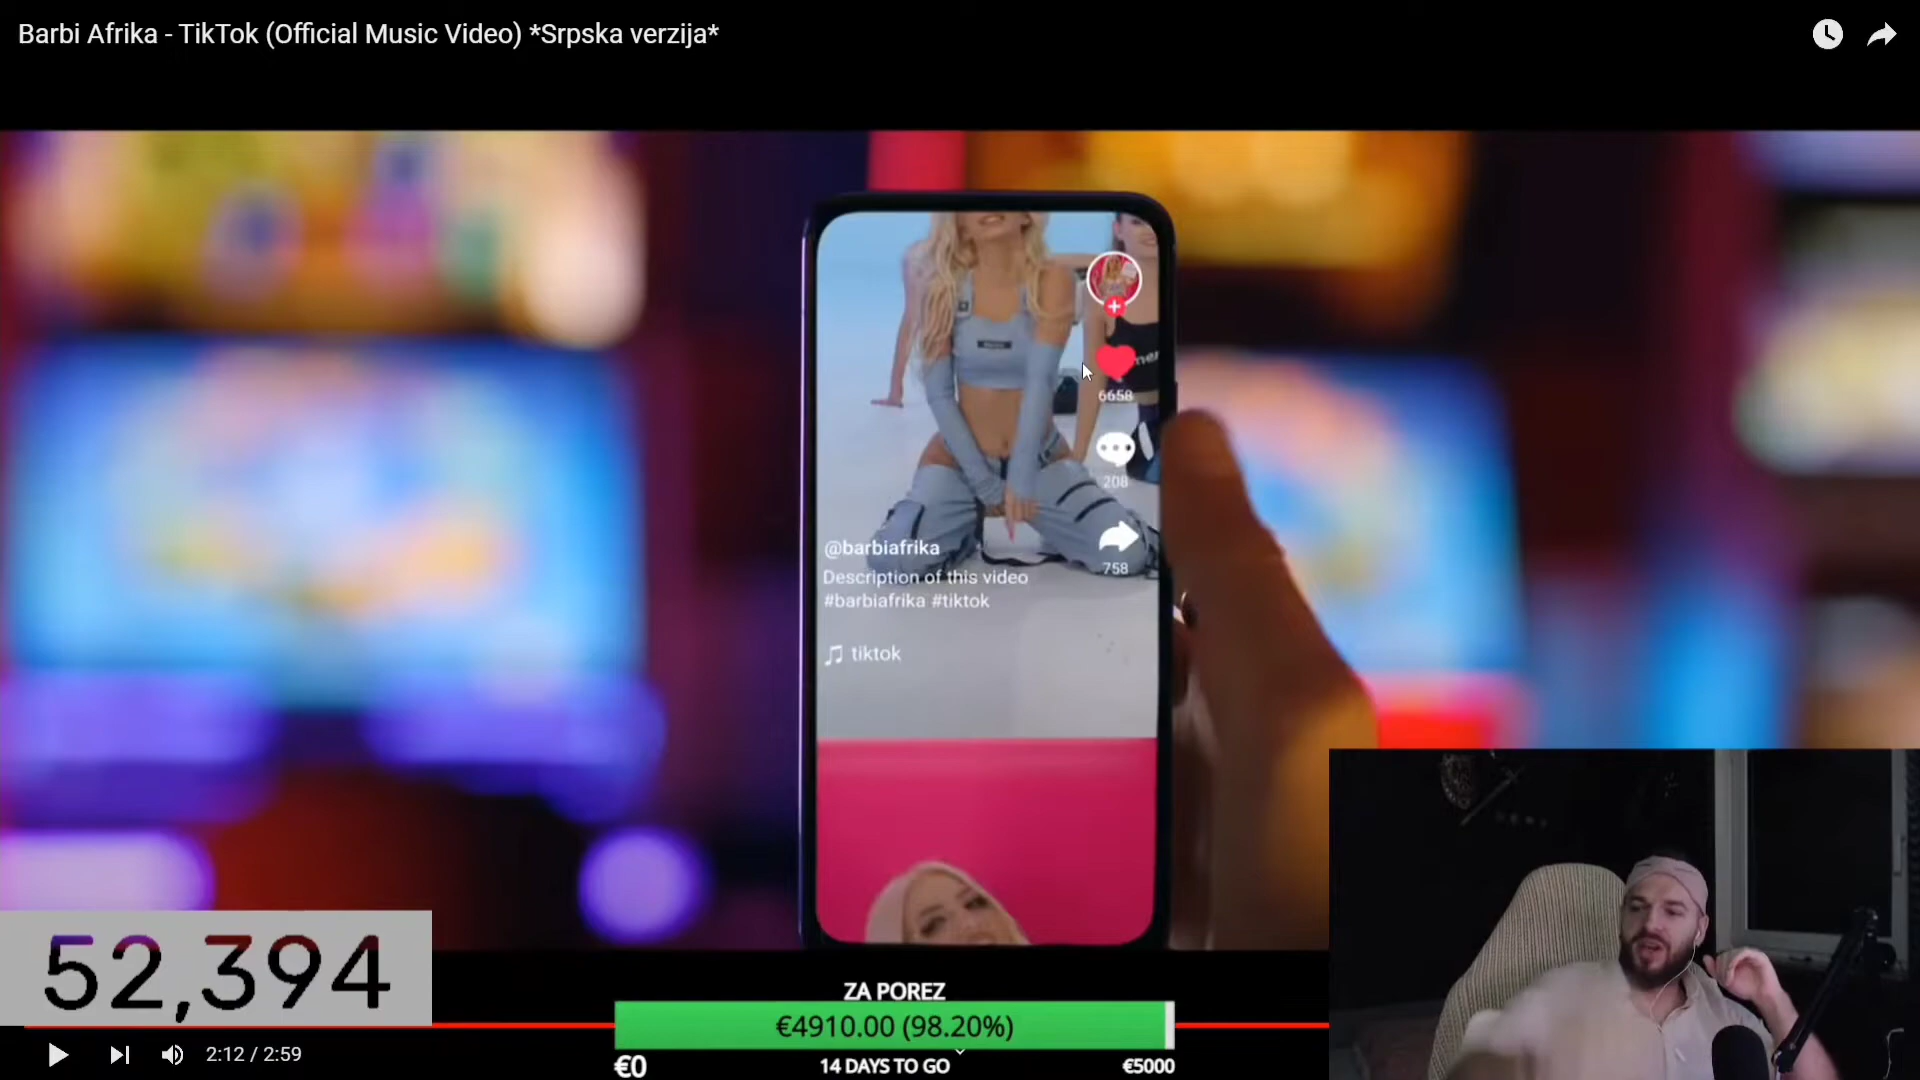 Barbi Afrika - TikTok (Official Music Video) *Srpska verzija*
6658
208
758
@barbiafrika
Description of this video
#barbiafrika #tiktok
tiktok
52,394
ZA POREZ
€4910.00 (98.20%)
€0
14 DAYS TO GO
€5000
2:12 / 2:59